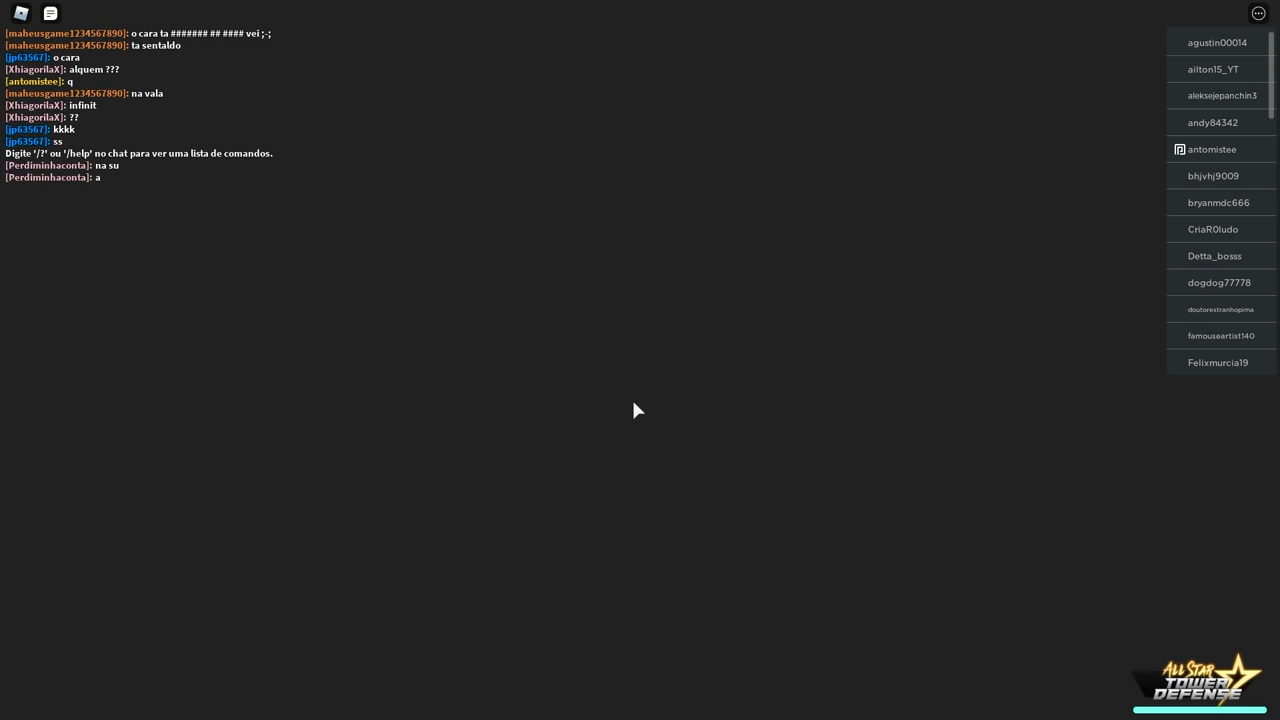 [maheusgame1234567890]: o cara ta ####### ## #### vei ;-;
[maheusgame1234567890]: ta sentaldo
[jp63567]: o cara
[XhiagorilaX]: alquem ???
[antomistee]: q
[maheusgame1234567890]: na vala
[XhiagorilaX]: infinit
[XhiagorilaX]: ??
[jp63567]: kkkk
[jp63567]: ss
Digite '/?' ou '/help' no chat para ver uma lista de comandos.
[Perdiminhaconta]: na su
[Perdiminhaconta]: a
agustin00014
ailton15_YT
aleksejepanchin3
andy84342
antomistee
bhjvhj9009
bryanmdc666
CriaR0ludo
Detta_bosss
dogdog77778
doutorestranhopima
famouseartist140
Felixmurcia19
ALL STAR
TOWER
DEFENSE